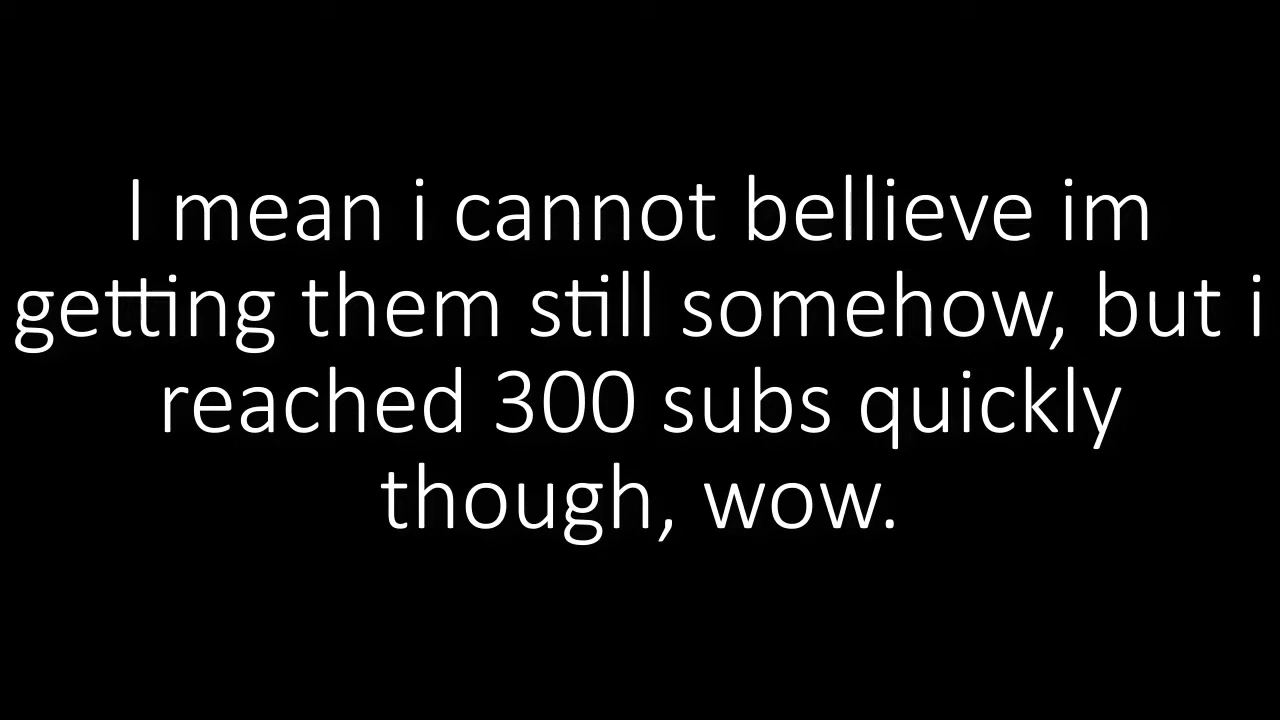 I mean i cannot bellieve im
getting them still somehow, but i
reached 300 subs quickly
though, wow.